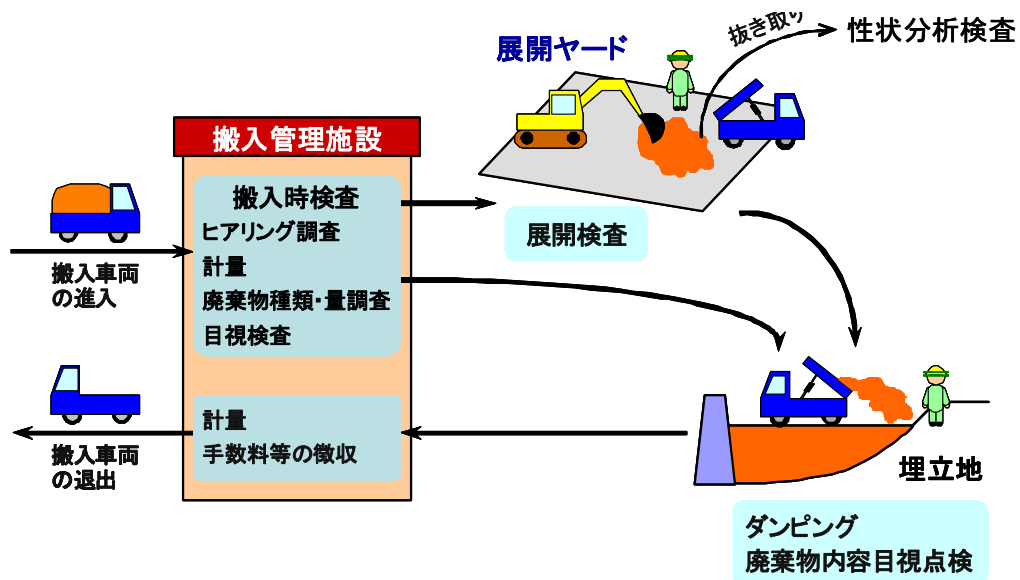 抜き取り
性状分析検査
展開ヤード
搬入管理施設
搬入時検査
ヒアリング調査
計量
廃棄物種類・量調査
目視検査
展開検査
搬入車両
の進入
計量
手数料等の徴収
搬入車両
の退出
埋立地
ダンピング
廃棄物内容目視点検